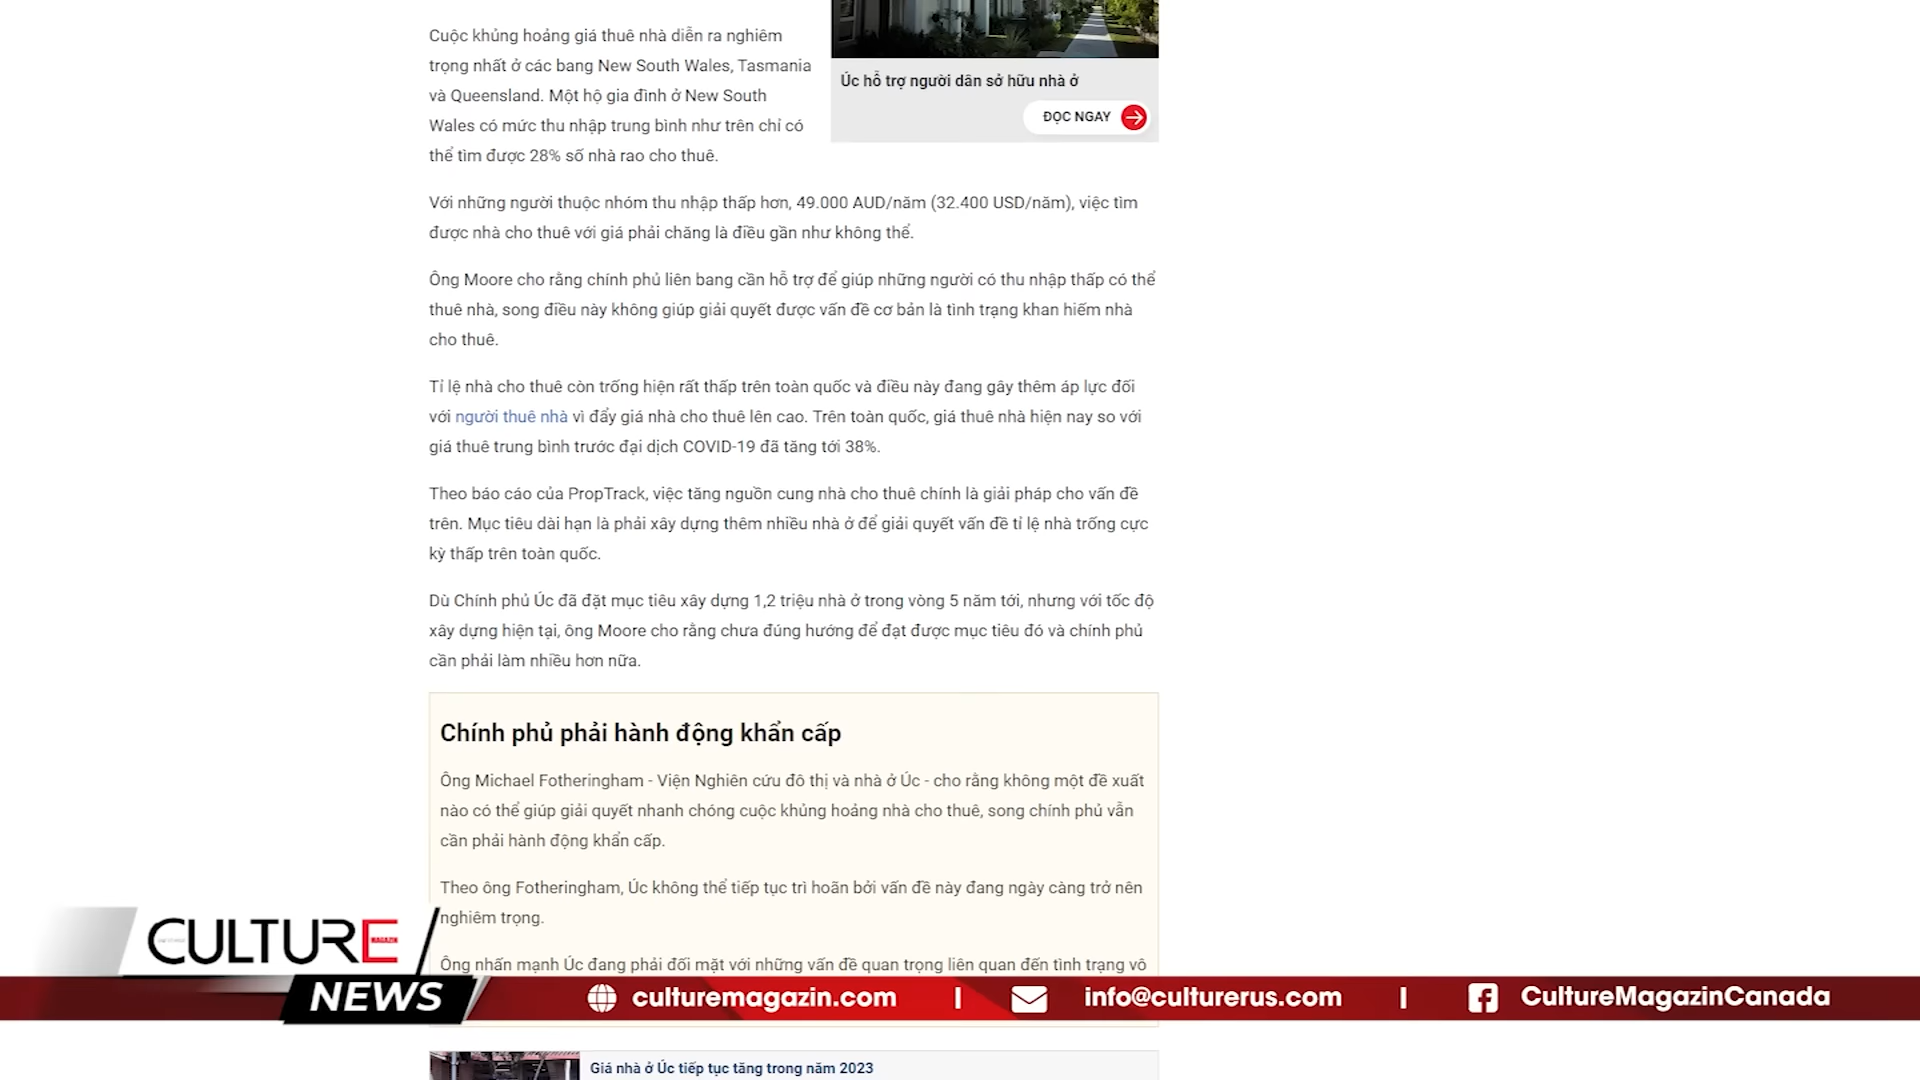 Cuộc khủng hoảng giá thuê nhà diễn ra nghiêm
trọng nhất ở các bang New South Wales, Tasmania
và Queensland. Một hộ gia đình ở New South
Wales có mức thu nhập trung bình như trên chỉ có
thể tìm được 28% số nhà rao cho thuê.
Úc hỗ trợ người dân sở hữu nhà ở
ĐỌC NGAY
Với những người thuộc nhóm thu nhập thấp hơn, 49.000 AUD/năm (32.400 USD/năm), việc tìm
được nhà cho thuê với giá phải chăng là điều gần như không thể.
Ông Moore cho rằng chính phủ liên bang cần hỗ trợ để giúp những người có thu nhập thấp có thể
thuê nhà, song điều này không giúp giải quyết được vấn đề cơ bản là tình trạng khan hiếm nhà
cho thuê.
Tỉ lệ nhà cho thuê còn trống hiện rất thấp trên toàn quốc và điều này đang gây thêm áp lực đối
với người thuê nhà vì đẩy giá nhà cho thuê lên cao. Trên toàn quốc, giá thuê nhà hiện nay so với
giá thuê trung bình trước đại dịch COVID-19 đã tăng tới 38%.
Theo báo cáo của PropTrack, việc tăng nguồn cung nhà cho thuê chính là giải pháp cho vấn đề
trên. Mục tiêu dài hạn là phải xây dựng thêm nhiều nhà ở để giải quyết vấn đề tỉ lệ nhà trống cực
kỳ thấp trên toàn quốc.
Dù Chính phủ Úc đã đặt mục tiêu xây dựng 1,2 triệu nhà ở trong vòng 5 năm tới, nhưng với tốc độ
xây dựng hiện tại, ông Moore cho rằng chưa đúng hướng để đạt được mục tiêu đó và chính phủ
cần phải làm nhiều hơn nữa.
Chính phủ phải hành động khẩn cấp
Ông Michael Fotheringham - Viện Nghiên cứu đô thị và nhà ở Úc - cho rằng không một đề xuất
nào có thể giúp giải quyết nhanh chóng cuộc khủng hoảng nhà cho thuê, song chính phủ vẫn
cần phải hành động khẩn cấp.
Theo ông Fotheringham, Úc không thể tiếp tục trì hoãn bởi vấn đề này đang ngày càng trở nên
nghiêm trọng.
Ông nhấn mạnh Úc đang phải đối mặt với những vấn đề quan trọng liên quan đến tình trạng vô
CULTURE
MAGAZIN
NEWS
culturemagazin.com
info@culturerus.com
CultureMagazinCanada
Giá nhà ở Úc tiếp tục tăng trong năm 2023